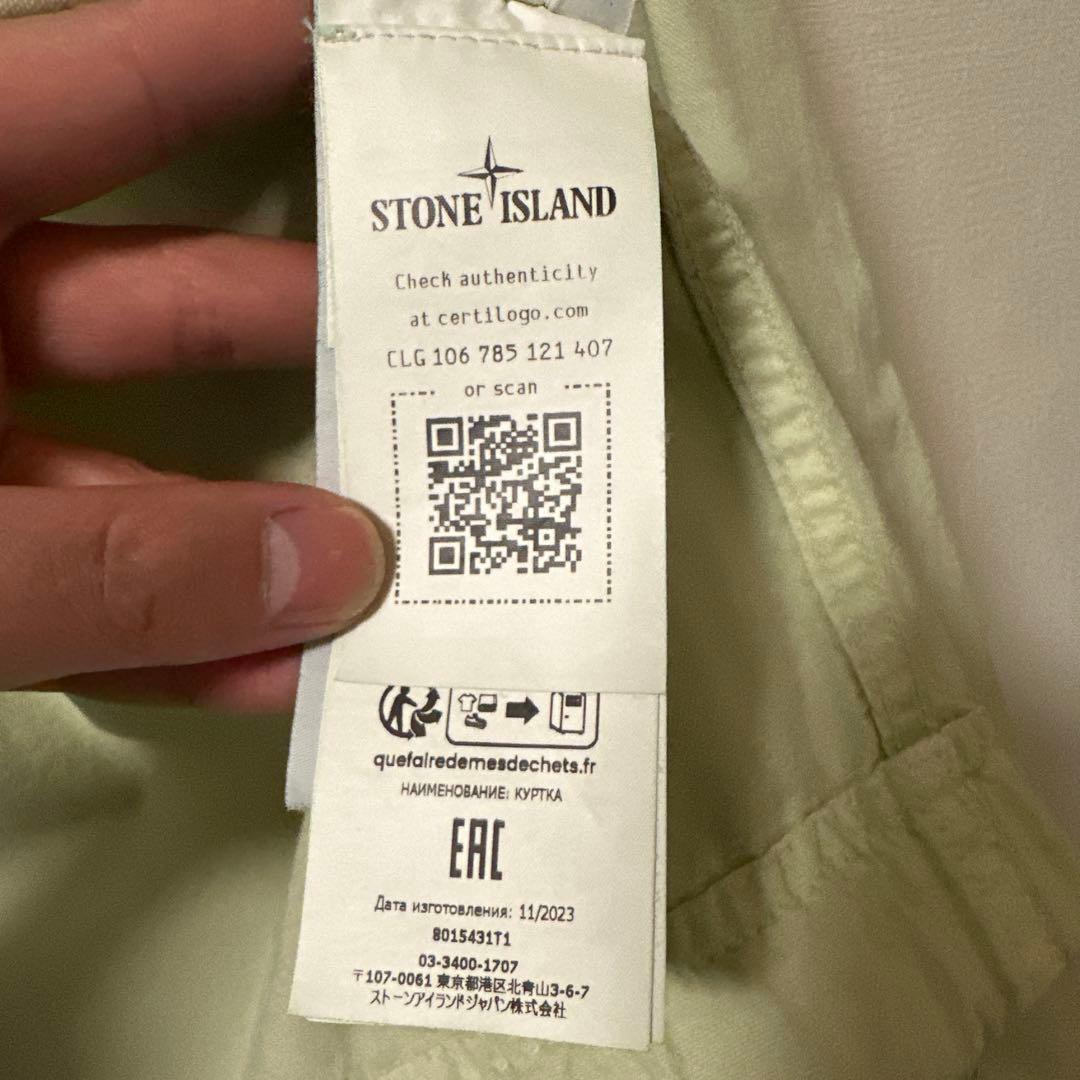 STONE ISLAND
Check authenticity
at certilogo.com
CLG 106 785 121 407
or scan
quefairedemesdechets.fr
НАИМЕНОВАНИЕ: КУРТКА
EAC
Дата изготовления: 11/2023
8015431T1
03-3400-1707
〒107-0061 東京都港区北青山3-6-7
ストーンアイランドジャパン株式会社